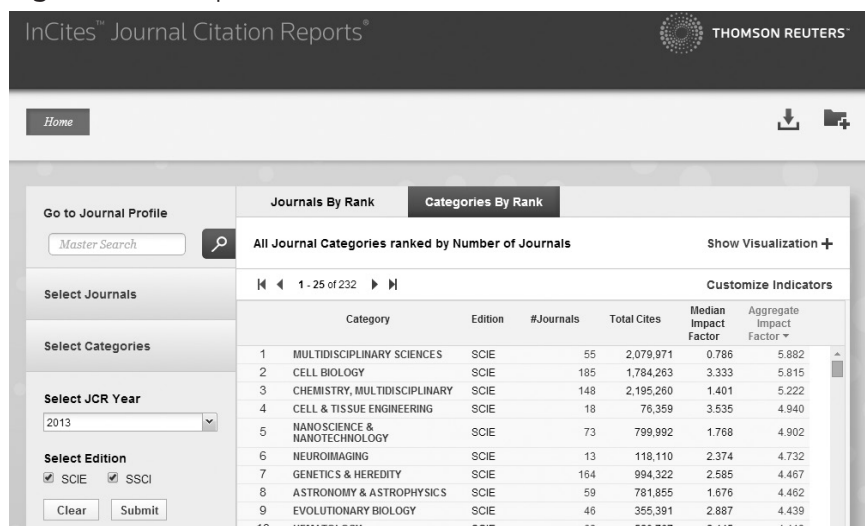 InCites™ Journal Citation Reports®
THOMSON REUTERS™
Home
Go to Journal Profile
Master Search
Select Journals
Select Categories
Select JCR Year
2013
Select Edition
SCIE SSCI
Clear Submit
Journals By Rank Categories By Rank
All Journal Categories ranked by Number of Journals Show Visualization +
1 - 25 of 232 Customize Indicators
Category Edition #Journals Total Cites Median Impact Factor Aggregate Impact Factor
1 MULTIDISCIPLINARY SCIENCES SCIE 55 2,079,971 0.786 5.882
2 CELL BIOLOGY SCIE 185 1,784,263 3.333 5.815
3 CHEMISTRY, MULTIDISCIPLINARY SCIE 148 2,195,260 1.401 5.222
4 CELL & TISSUE ENGINEERING SCIE 18 76,359 3.535 4.940
5 NANOSCIENCE & NANOTECHNOLOGY SCIE 73 799,992 1.768 4.902
6 NEUROIMAGING SCIE 13 118,110 2.374 4.732
7 GENETICS & HEREDITY SCIE 164 994,322 2.585 4.467
8 ASTRONOMY & ASTROPHYSICS SCIE 59 781,855 1.676 4.462
9 EVOLUTIONARY BIOLOGY SCIE 46 355,391 2.887 4.439